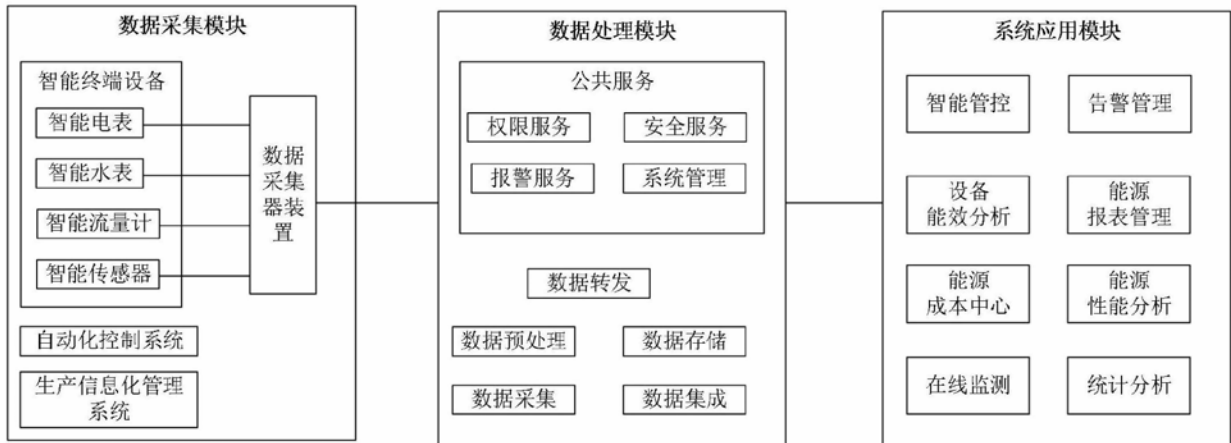 数据采集模块
智能终端设备
智能电表
智能水表
智能流量计
智能传感器
数据
采集
器装
置
自动化控制系统
生产信息化管理
系统
数据处理模块
公共服务
权限服务
安全服务
报警服务
系统管理
数据转发
数据预处理
数据存储
数据采集
数据集成
系统应用模块
智能管控
告警管理
设备
能效分析
能源
报表管理
能源
成本中心
能源
性能分析
在线监测
统计分析